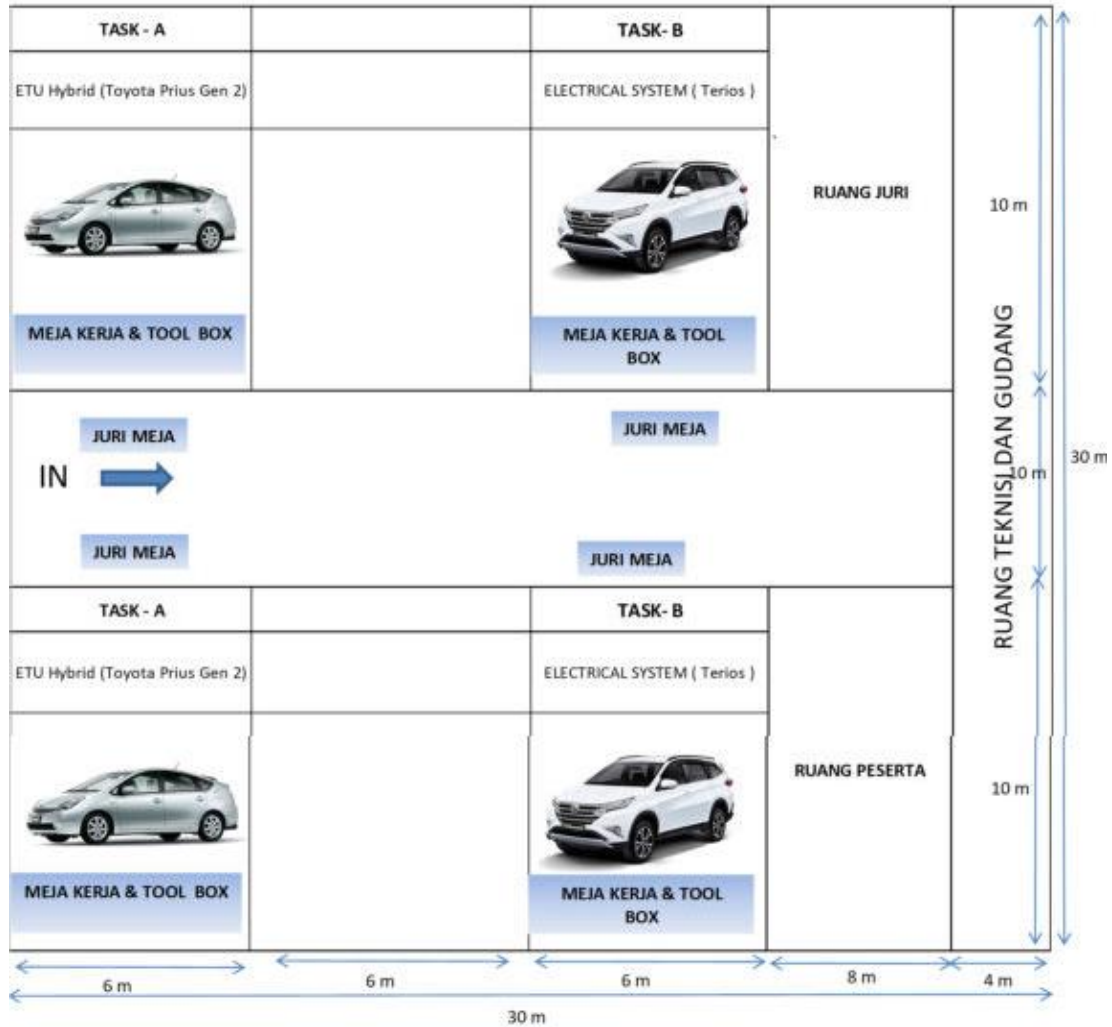 TASK - A
TASK- B
ETU Hybrid (Toyota Prius Gen 2)
ELECTRICAL SYSTEM ( Terios )
RUANG JURI
10 m
MEJA KERJA & TOOL BOX
MEJA KERJA & TOOL
BOX
JURI MEJA
JURI MEJA
IN
10 m
30 m
RUANG TEKNISI DAN GUDANG
JURI MEJA
JURI MEJA
TASK - A
TASK- B
ETU Hybrid (Toyota Prius Gen 2)
ELECTRICAL SYSTEM ( Terios )
RUANG PESERTA
10 m
MEJA KERJA & TOOL BOX
MEJA KERJA & TOOL
BOX
6 m
6 m
6 m
8 m
4 m
30 m